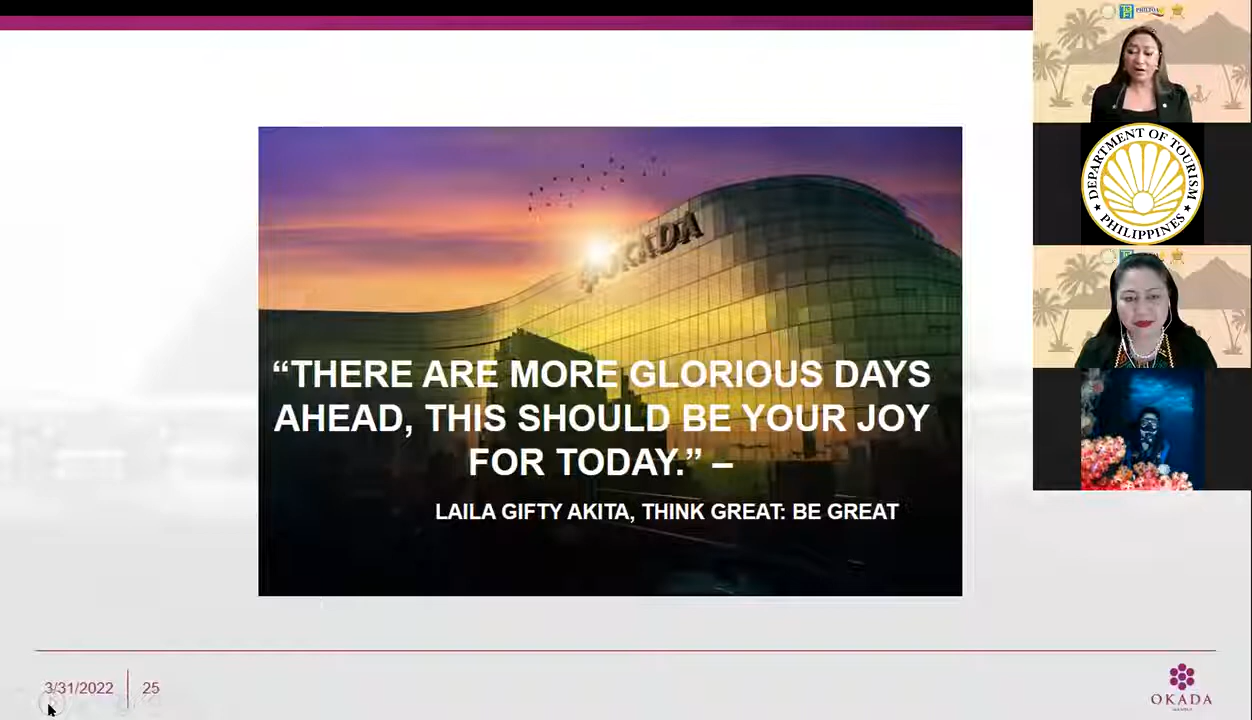 OKADA
“THERE ARE MORE GLORIOUS DAYS
AHEAD, THIS SHOULD BE YOUR JOY
FOR TODAY.” –
LAILA GIFTY AKITA, THINK GREAT: BE GREAT
3/31/2022
25
OKADA
DEPARTMENT OF TOURISM
PHILIPPINES